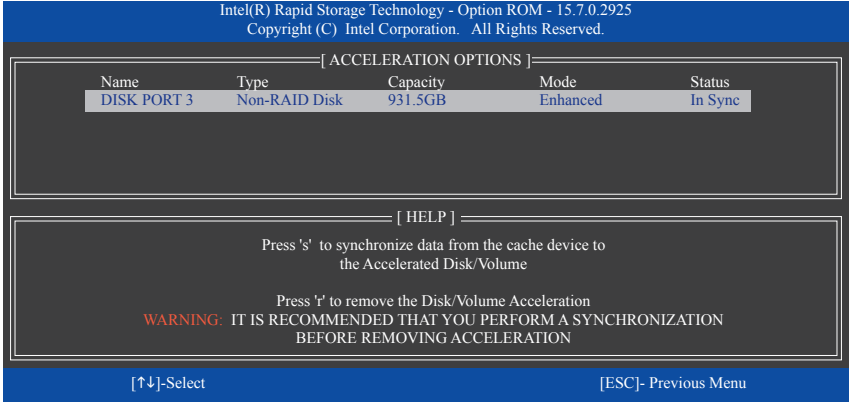 Intel(R) Rapid Storage Technology - Option ROM - 15.7.0.2925
Copyright (C) Intel Corporation. All Rights Reserved.
[ ACCELERATION OPTIONS ]
Name Type Capacity Mode Status
DISK PORT 3 Non-RAID Disk 931.5GB Enhanced In Sync
[ HELP ]
Press 's' to synchronize data from the cache device to
the Accelerated Disk/Volume
Press 'r' to remove the Disk/Volume Acceleration
WARNING: IT IS RECOMMENDED THAT YOU PERFORM A SYNCHRONIZATION
BEFORE REMOVING ACCELERATION
[↑↓]-Select [ESC]- Previous Menu